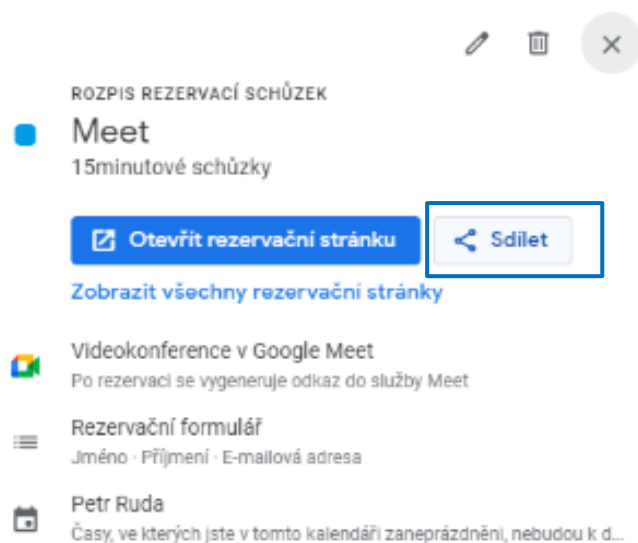 ROZPIS REZERVACÍ SCHŮZEK
Meet
15minutové schůzky
Otevřít rezervační stránku
Sdílet
Zobrazit všechny rezervační stránky
Videokonference v Google Meet
Po rezervaci se vygeneruje odkaz do služby Meet
Rezervační formulář
Jméno · Příjmení · E-mailová adresa
Petr Ruda
Časy, ve kterých jste v tomto kalendáři zaneprázdněni, nebudou k d...